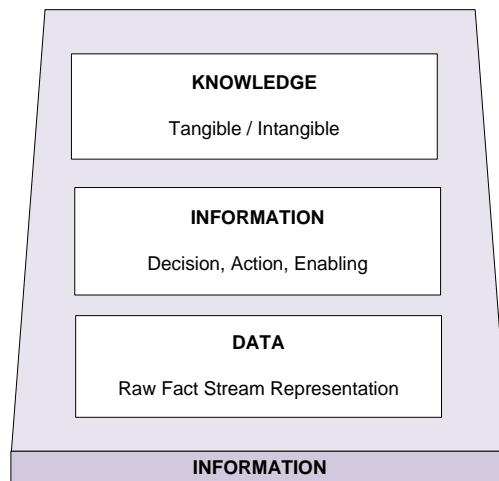 KNOWLEDGE
Tangible / Intangible
INFORMATION
Decision, Action, Enabling
DATA
Raw Fact Stream Representation
INFORMATION